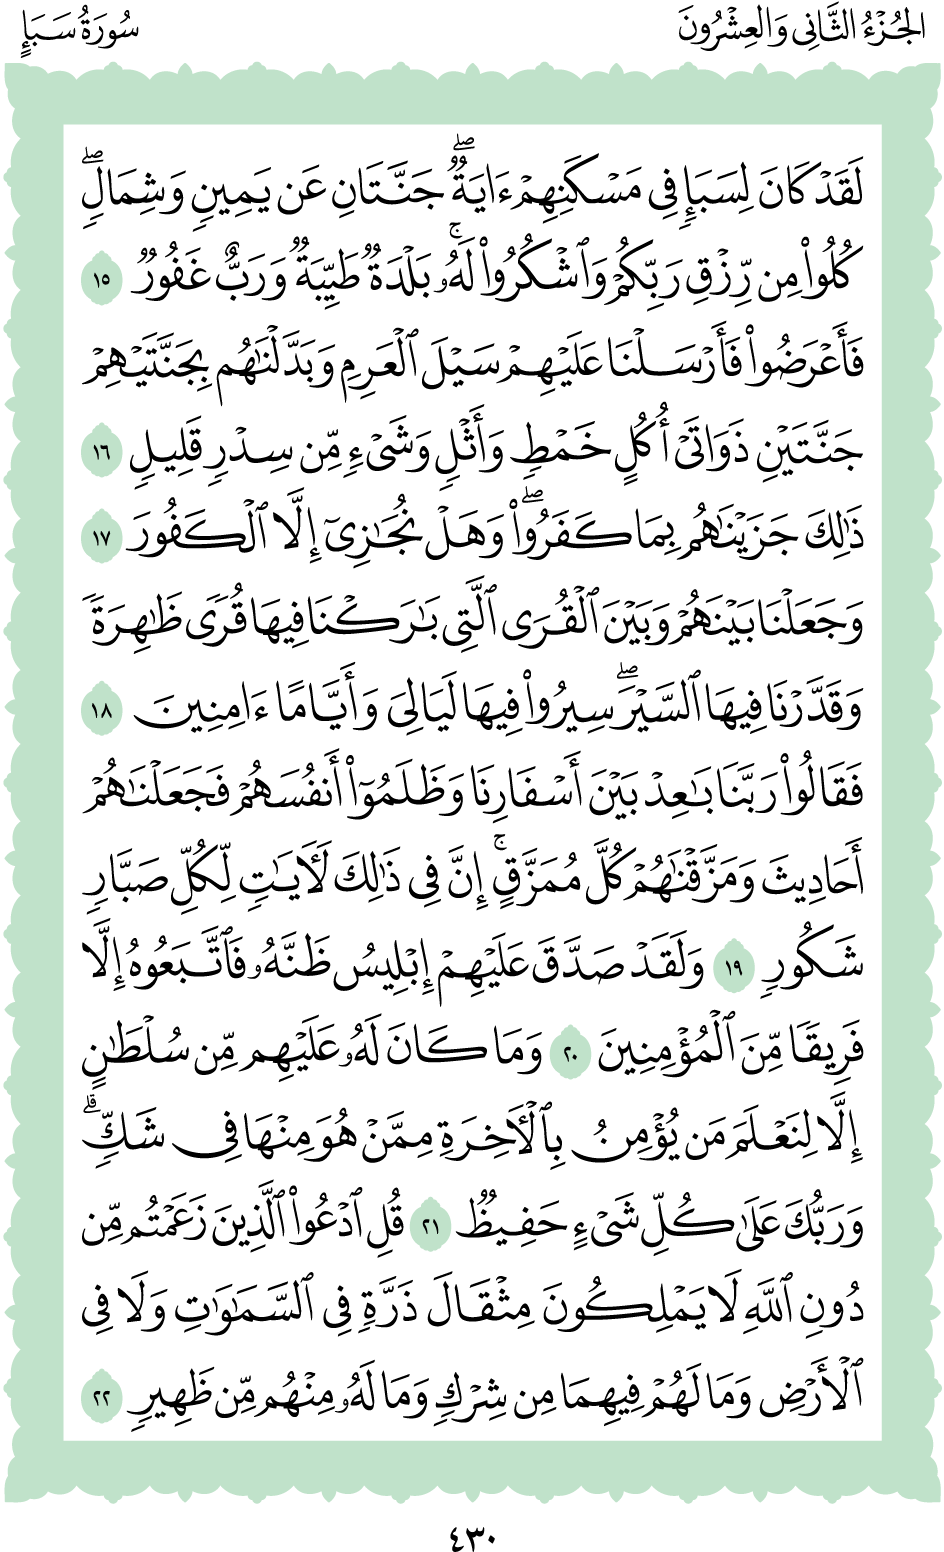 الجُزْءُ الثَّانِي وَالعِشْرُونَ
سُورَةُ سَبَإٍ
لَقَدْ كَانَ لِسَبَإٖ فِي مَسْكَنِهِمْ ءَايَةٞۖ جَنَّتَانِ عَن يَمِينٖ وَشِمَالٖۖ
كُلُواْ مِن رِّزْقِ رَبِّكُمْ وَٱشْكُرُواْ لَهُۥۚ بَلْدَةٞ طَيِّبَةٞ وَرَبٌّ غَفُورٞ ١٥
فَأَعْرَضُواْ فَأَرْسَلْنَا عَلَيْهِمْ سَيْلَ ٱلْعَرِمِ وَبَدَّلْنَٰهُم بِجَنَّتَيْهِمْ
جَنَّتَيْنِ ذَوَاتَيْ أُكُلٍ خَمْطٖ وَأَثْلٖ وَشَيْءٖ مِّن سِدْرٖ قَلِيلٖ ١٦
ذَٰلِكَ جَزَيْنَٰهُم بِمَا كَفَرُواْۖ وَهَلْ نُجَٰزِيٓ إِلَّا ٱلْكَفُورَ ١٧
وَجَعَلْنَا بَيْنَهُمْ وَبَيْنَ ٱلْقُرَى ٱلَّتِي بَٰرَكْنَا فِيهَا قُرٗى ظَٰهِرَةٗ
وَقَدَّرْنَا فِيهَا ٱلسَّيْرَۖ سِيرُواْ فِيهَا لَيَالِيَ وَأَيَّامًا ءَامِنِينَ ١٨
فَقَالُواْ رَبَّنَا بَٰعِدْ بَيْنَ أَسْفَارِنَا وَظَلَمُوٓاْ أَنفُسَهُمْ فَجَعَلْنَٰهُمْ
أَحَادِيثَ وَمَزَّقْنَٰهُمْ كُلَّ مُمَزَّقٍۚ إِنَّ فِي ذَٰلِكَ لَأٓيَٰتٖ لِّكُلِّ صَبَّارٖ
شَكُورٖ ١٩ وَلَقَدْ صَدَّقَ عَلَيْهِمْ إِبْلِيسُ ظَنَّهُۥ فَٱتَّبَعُوهُ إِلَّا
فَرِيقٗا مِّنَ ٱلْمُؤْمِنِينَ ٢٠ وَمَا كَانَ لَهُۥ عَلَيْهِم مِّن سُلْطَٰنٍ
إِلَّا لِنَعْلَمَ مَن يُؤْمِنُ بِٱلْأٓخِرَةِ مِمَّنْ هُوَ مِنْهَا فِي شَكّٖۗ
وَرَبُّكَ عَلَىٰ كُلِّ شَيْءٍ حَفِيظٞ ٢١ قُلِ ٱدْعُواْ ٱلَّذِينَ زَعَمْتُم مِّن
دُونِ ٱللَّهِ لَا يَمْلِكُونَ مِثْقَالَ ذَرَّةٖ فِي ٱلسَّمَٰوَٰتِ وَلَا فِي
ٱلْأَرْضِ وَمَا لَهُمْ فِيهِمَا مِن شِرْكٖ وَمَا لَهُۥ مِنْهُم مِّن ظَهِيرٖ ٢٢
٤٣٠